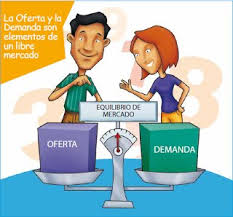 La Oferta y la
Demanda son
elementos de
un libre
mercado
EQUILIBRIO DE
MERCADO
OFERTA
DEMANDA